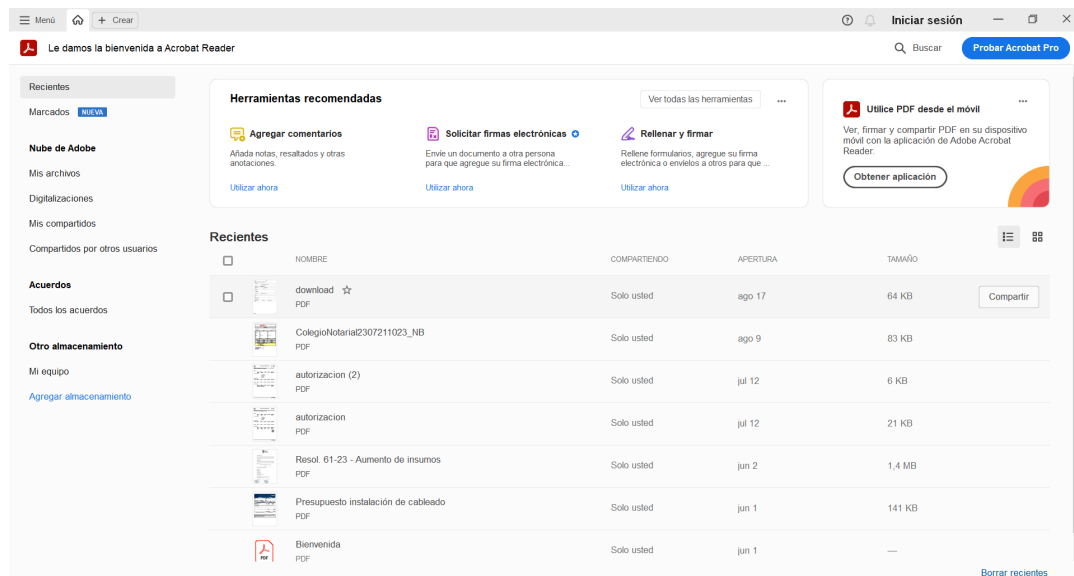 Menú
+ Crear
Iniciar sesión
Le damos la bienvenida a Acrobat Reader
Buscar
Probar Acrobat Pro
Recientes
Marcados NUEVA
Nube de Adobe
Mis archivos
Digitalizaciones
Mis compartidos
Compartidos por otros usuarios
Acuerdos
Todos los acuerdos
Otro almacenamiento
Mi equipo
Agregar almacenamiento
Herramientas recomendadas
Ver todas las herramientas
...
Agregar comentarios
Añada notas, resaltados y otras
anotaciones.
Utilizar ahora
Solicitar firmas electrónicas
Envíe un documento a otra persona
para que agregue su firma electrónica...
Utilizar ahora
Rellenar y firmar
Rellene formularios, agregue su firma
electrónica o envíelos a otros para que ...
Utilizar ahora
Utilice PDF desde el móvil
...
Ver, firmar y compartir PDF en su dispositivo
móvil con la aplicación de Adobe Acrobat
Reader.
Obtener aplicación
Recientes
NOMBRE COMPARTIENDO APERTURA TAMAÑO
download Solo usted ago 17 64 KB Compartir
PDF
ColegioNotarial2307211023_NB Solo usted ago 9 83 KB
PDF
autorizacion (2) Solo usted jul 12 6 KB
PDF
autorizacion Solo usted jul 12 21 KB
PDF
Resol. 61-23 - Aumento de insumos Solo usted jun 2 1,4 MB
PDF
Presupuesto instalación de cableado Solo usted jun 1 141 KB
PDF
Bienvenida Solo usted jun 1 —
PDF
PDF
Borrar recientes